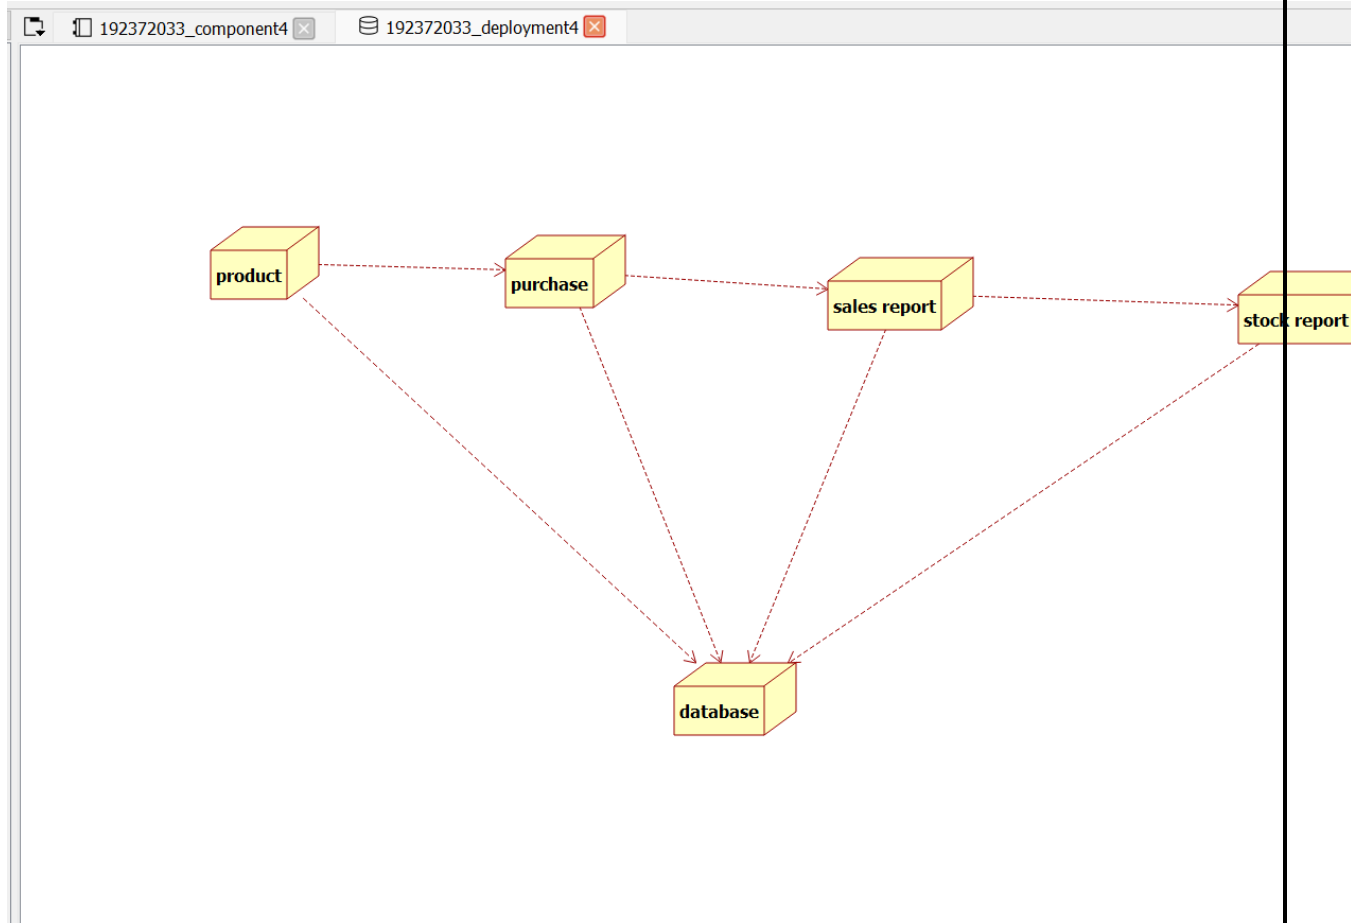 192372033_component4
192372033_deployment4
product
purchase
sales report
stock report
database